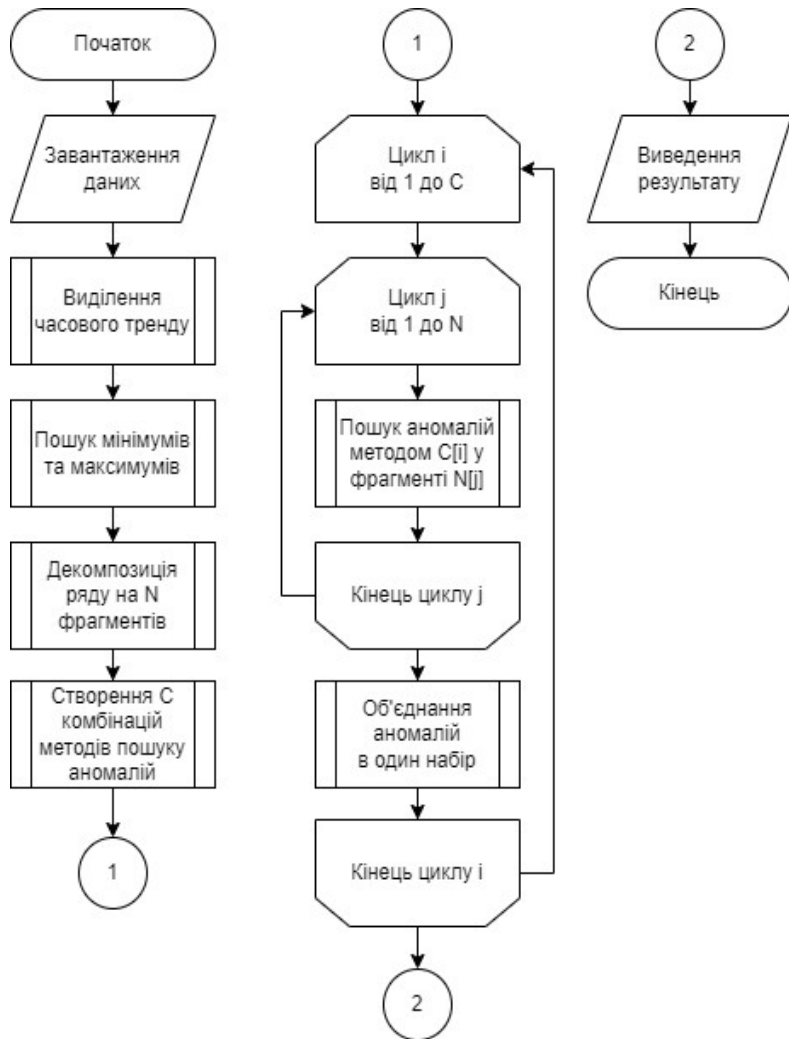 Початок
Завантаження
даних
Виділення
часового тренду
Пошук мінімумів
та максимумів
Декомпозиція
ряду на N
фрагментів
Створення C
комбінацій
методів пошуку
аномалій
1
1
Цикл i
від 1 до C
Цикл j
від 1 до N
Пошук аномалій
методом C[i] у
фрагменті N[j]
Кінець циклу j
Об'єднання
аномалій
в один набір
Кінець циклу i
2
2
Виведення
результату
Кінець